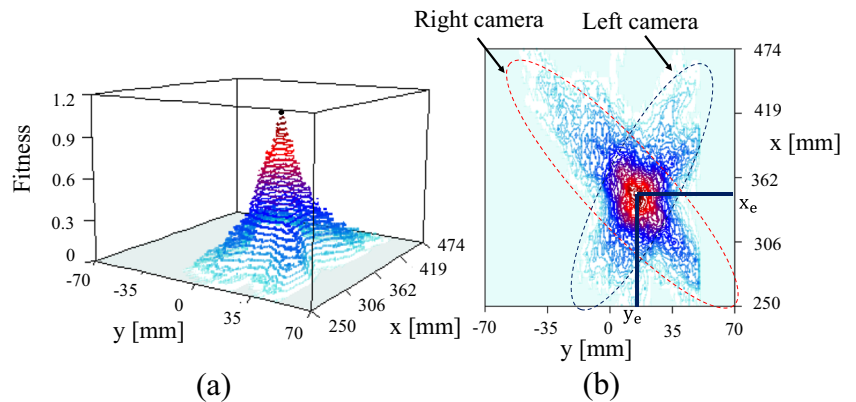 Right camera
Left camera
1.2
0.9
0.6
0.3
0
Fitness
-70
-35
0
35
70
y [mm]
250
306
362
419
474
x [mm]
(a)
474
419
x [mm]
362
xe
306
250
-70
-35
0
ye
35
70
y [mm]
(b)